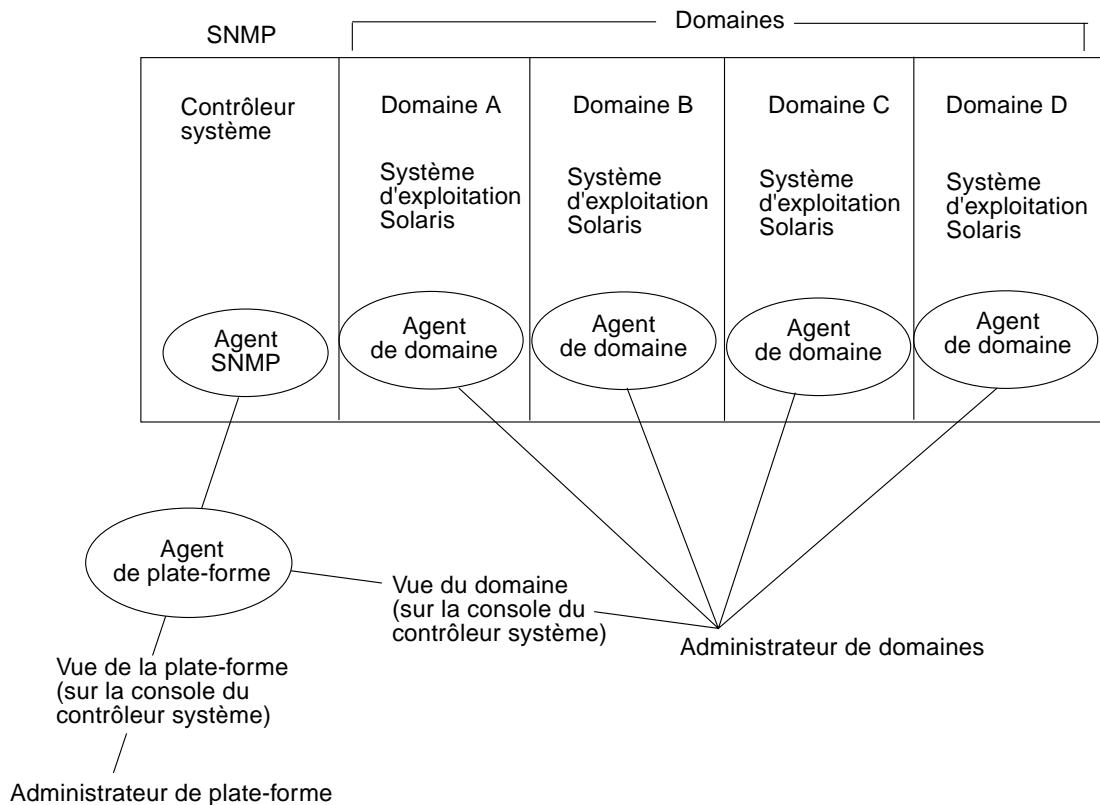 SNMP
Domaines
Contrôleur
système
Domaine A
Système
d'exploitation
Solaris
Domaine B
Système
d'exploitation
Solaris
Domaine C
Système
d'exploitation
Solaris
Domaine D
Système
d'exploitation
Solaris
Agent
SNMP
Agent
de domaine
Agent
de domaine
Agent
de domaine
Agent
de domaine
Agent
de plate-forme
Vue du domaine
(sur la console du
contrôleur système)
Administrateur de domaines
Vue de la plate-forme
(sur la console du
contrôleur système)
Administrateur de plate-forme